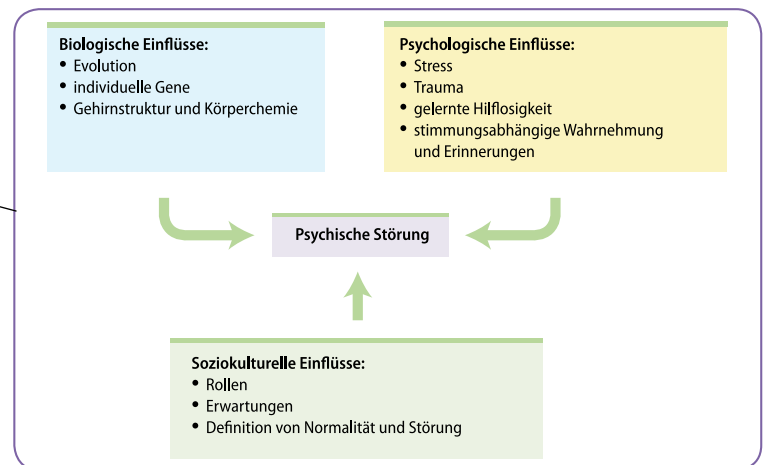 Biologische Einflüsse:
• Evolution
• individuelle Gene
• Gehirnstruktur und Körperchemie
Psychologische Einflüsse:
• Stress
• Trauma
• gelernte Hilflosigkeit
• stimmungsabhängige Wahrnehmung
und Erinnerungen
Psychische Störung
Soziokulturelle Einflüsse:
• Rollen
• Erwartungen
• Definition von Normalität und Störung